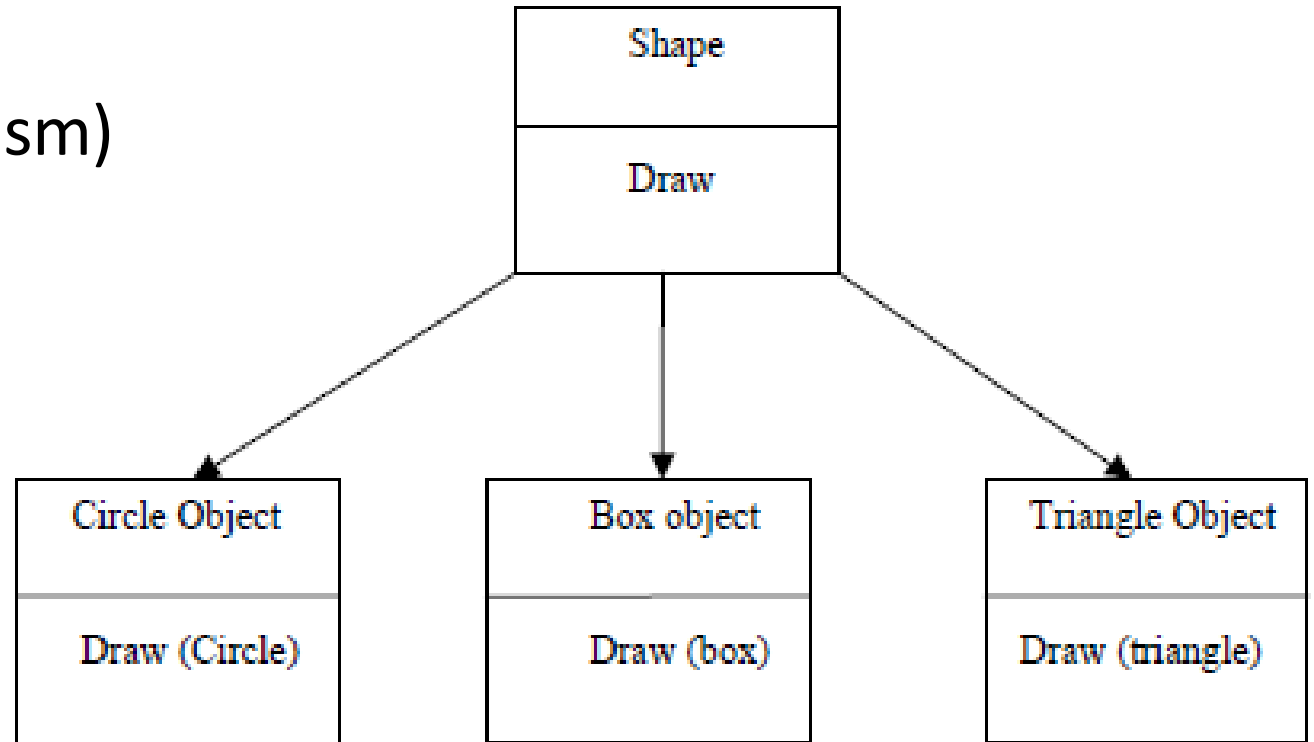 sm)
Shape
Draw
Circle Object
Draw (Circle)
Box object
Draw (box)
Triangle Object
Draw (triangle)